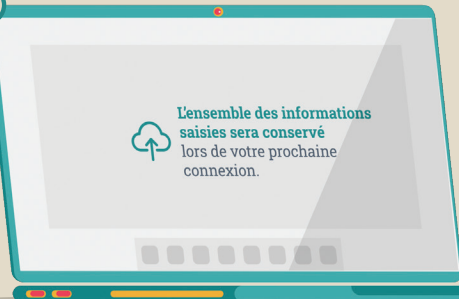 L'ensemble des informations
saisies sera conservé
lors de votre prochaine
connexion.